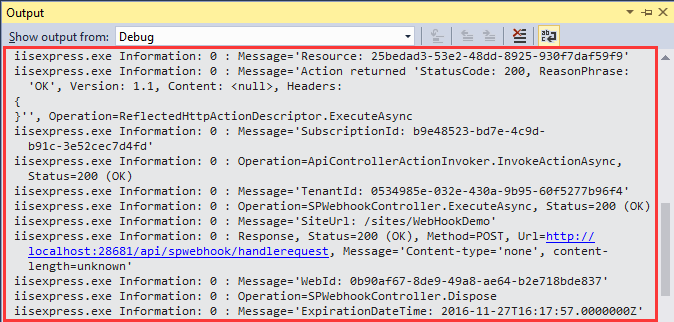 Output
Show output from: Debug
iisexpress.exe Information: 0 : Message='Resource: 25bedad3-53e2-48dd-8925-930f7daf59f9'
iisexpress.exe Information: 0 : Message='Action returned 'StatusCode: 200, ReasonPhrase:
'OK', Version: 1.1, Content: <null>, Headers:
{
}'', Operation=ReflectedHttpActionDescriptor.ExecuteAsync
iisexpress.exe Information: 0 : Message='SubscriptionId: b9e48523-bd7e-4c9d-
b91c-3e52cec7d4fd'
iisexpress.exe Information: 0 : Operation=ApiControllerActionInvoker.InvokeActionAsync,
Status=200 (OK)
iisexpress.exe Information: 0 : Message='TenantId: 0534985e-032e-430a-9b95-60f5277b96f4'
iisexpress.exe Information: 0 : Operation=SPWebhookController.ExecuteAsync, Status=200 (OK)
iisexpress.exe Information: 0 : Message='SiteUrl: /sites/WebHookDemo'
iisexpress.exe Information: 0 : Response, Status=200 (OK), Method=POST, Url=http://
localhost:28681/api/spwebhook/handlerequest, Message='Content-type='none', content-
length=unknown'
iisexpress.exe Information: 0 : Message='WebId: 0b90af67-8de9-49a8-ae64-b2e718bde837'
iisexpress.exe Information: 0 : Operation=SPWebhookController.Dispose
iisexpress.exe Information: 0 : Message='ExpirationDateTime: 2016-11-27T16:17:57.0000000Z'